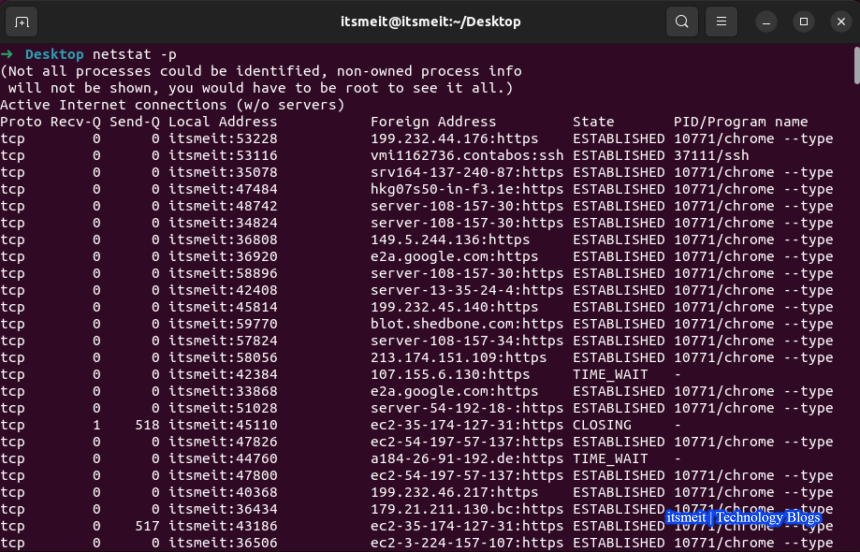 itsmeit@itsmeit:~/Desktop
→ Desktop netstat -p
(Not all processes could be identified, non-owned process info
 will not be shown, you would have to be root to see it all.)
Active Internet connections (w/o servers)
Proto Recv-Q Send-Q Local Address           Foreign Address         State       PID/Program name
tcp        0      0 itsmeit:53228           199.232.44.176:https    ESTABLISHED 10771/chrome --type
tcp        0      0 itsmeit:53116           vmi1162736.contabos:ssh ESTABLISHED 37111/ssh
tcp        0      0 itsmeit:35078           srv164-137-240-87:https ESTABLISHED 10771/chrome --type
tcp        0      0 itsmeit:47484           hkg07s50-in-f3.1e:https ESTABLISHED 10771/chrome --type
tcp        0      0 itsmeit:48742           server-108-157-30:https ESTABLISHED 10771/chrome --type
tcp        0      0 itsmeit:34824           server-108-157-30:https ESTABLISHED 10771/chrome --type
tcp        0      0 itsmeit:36808           149.5.244.136:https     ESTABLISHED 10771/chrome --type
tcp        0      0 itsmeit:36920           e2a.google.com:https    ESTABLISHED 10771/chrome --type
tcp        0      0 itsmeit:58896           server-108-157-30:https ESTABLISHED 10771/chrome --type
tcp        0      0 itsmeit:42408           server-13-35-24-4:https ESTABLISHED 10771/chrome --type
tcp        0      0 itsmeit:45814           199.232.45.140:https    ESTABLISHED 10771/chrome --type
tcp        0      0 itsmeit:59770           blot.shedbone.com:https ESTABLISHED 10771/chrome --type
tcp        0      0 itsmeit:57824           server-108-157-34:https ESTABLISHED 10771/chrome --type
tcp        0      0 itsmeit:58056           213.174.151.109:https   ESTABLISHED 10771/chrome --type
tcp        0      0 itsmeit:42384           107.155.6.130:https     TIME_WAIT   -
tcp        0      0 itsmeit:33868           e2a.google.com:https    ESTABLISHED 10771/chrome --type
tcp        0      0 itsmeit:51028           server-54-192-18-:https ESTABLISHED 10771/chrome --type
tcp        1    518 itsmeit:45110           ec2-35-174-127-31:https CLOSING     -
tcp        0      0 itsmeit:47826           ec2-54-197-57-137:https ESTABLISHED 10771/chrome --type
tcp        0      0 itsmeit:44760           a184-26-91-192.de:https TIME_WAIT   -
tcp        0      0 itsmeit:47800           ec2-54-197-57-137:https ESTABLISHED 10771/chrome --type
tcp        0      0 itsmeit:40368           199.232.46.217:https    ESTABLISHED 10771/chrome --type
tcp        0      0 itsmeit:36434           179.21.211.130.bc:https ESTABLISHED 10771/chrome --type
itsmeit | Technology Blogs
tcp        0    517 itsmeit:43186           ec2-35-174-127-31:https ESTABLISHED 10771/chrome --type
tcp        0      0 itsmeit:36506           ec2-3-224-157-107:https ESTABLISHED 10771/chrome --type